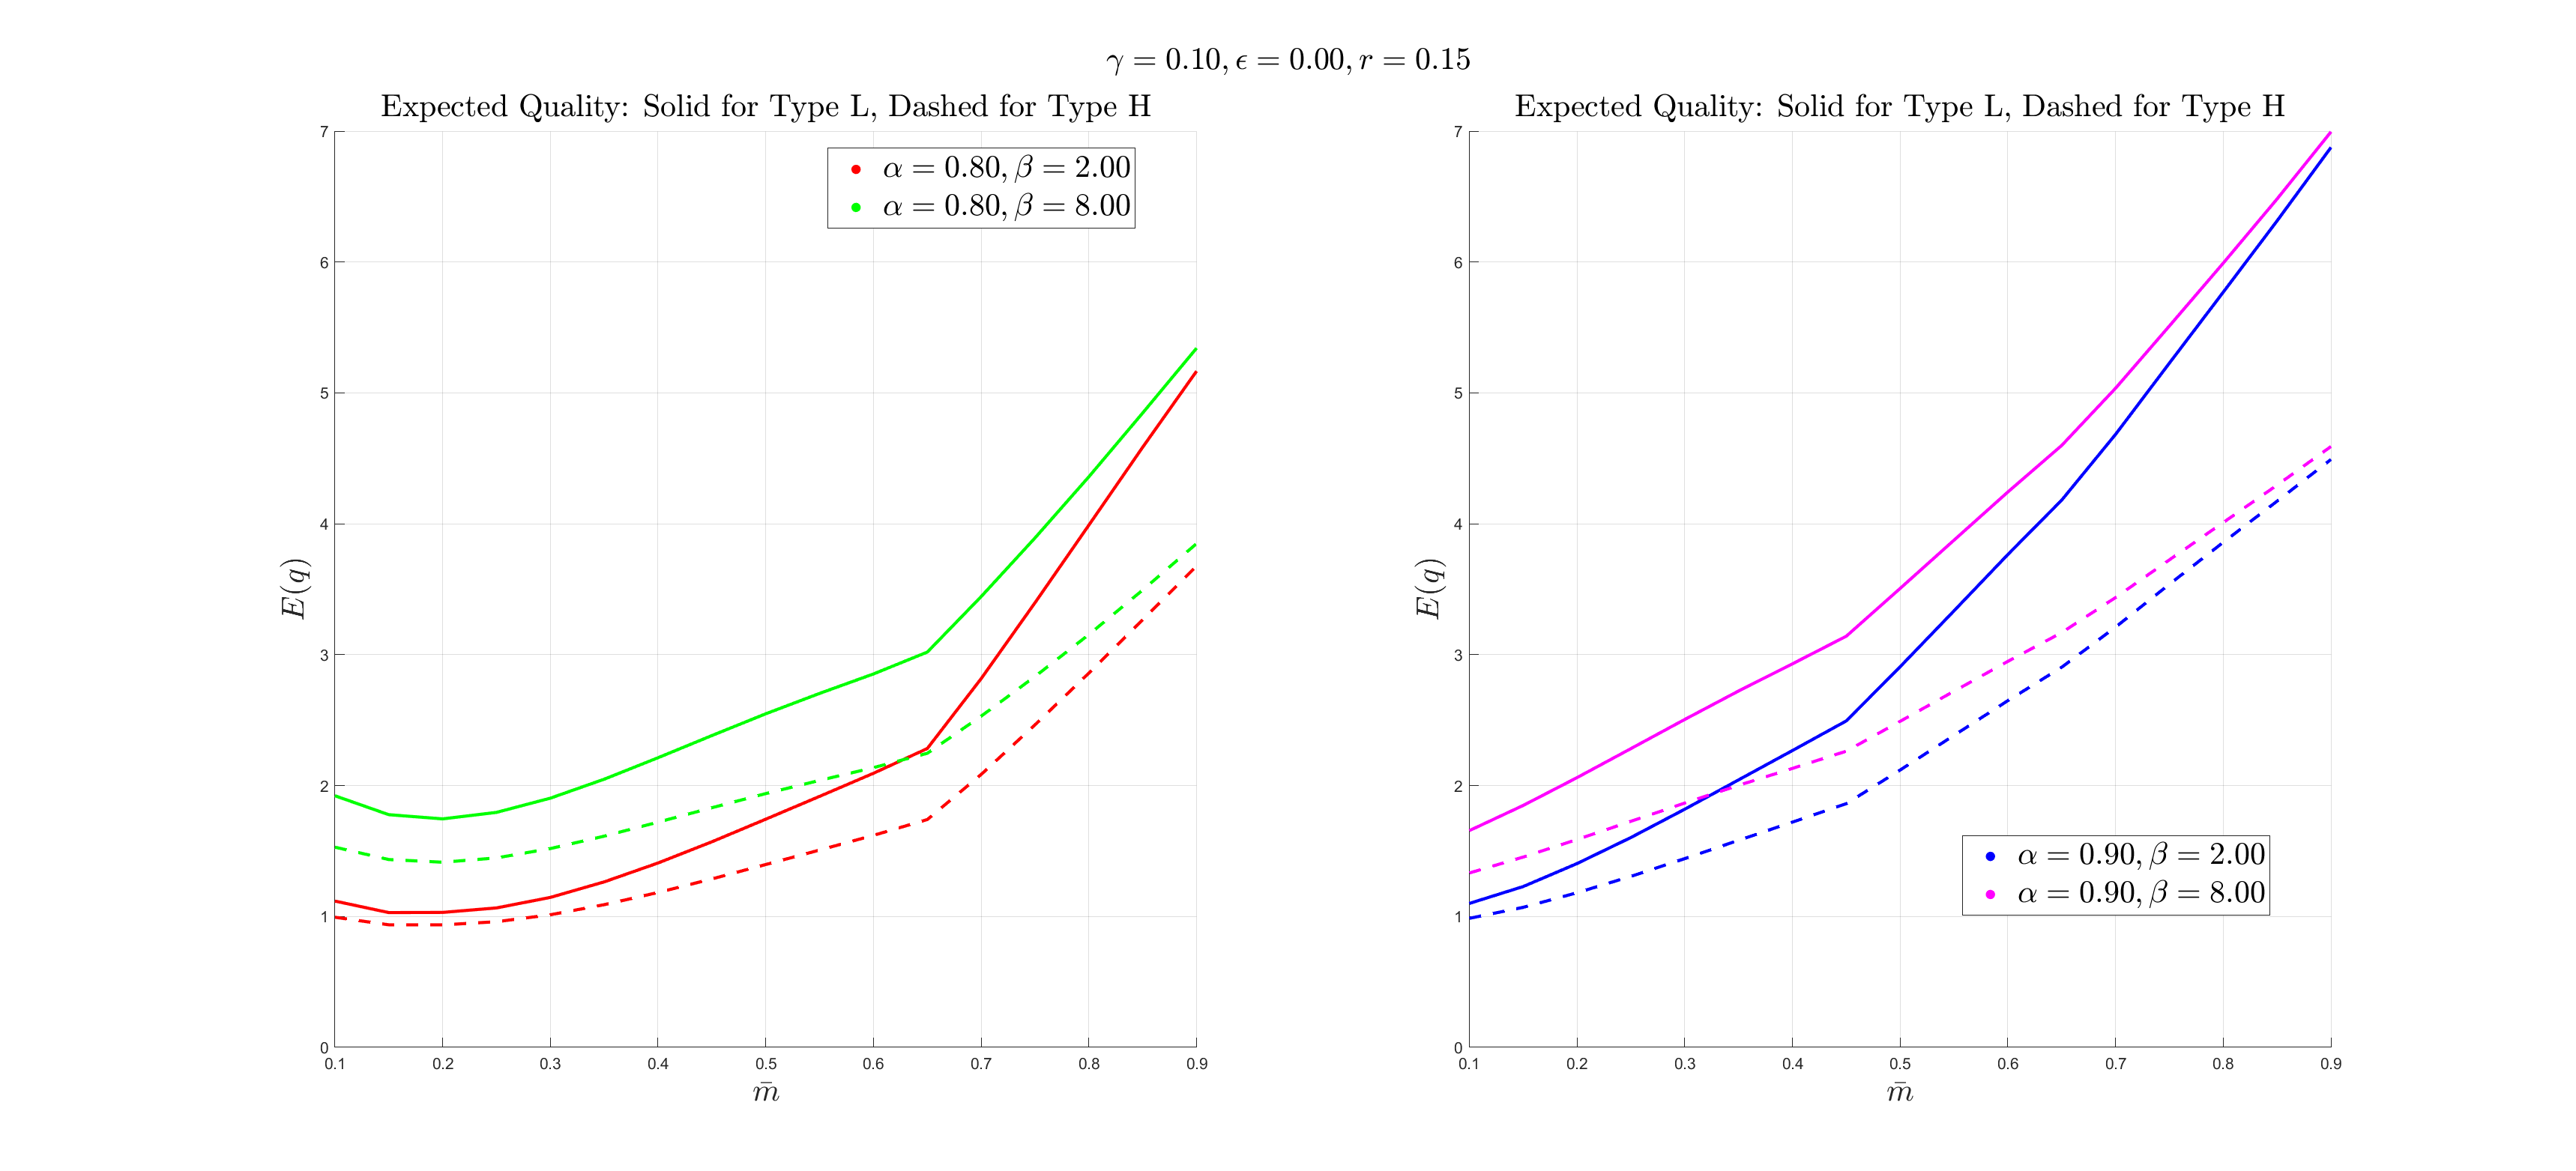 γ = 0.10, ϵ = 0.00, r = 0.15
Expected Quality: Solid for Type L, Dashed for Type H
α = 0.80, β = 2.00
α = 0.80, β = 8.00
7
6
5
4
3
2
1
0
E(q)
0.1 0.2 0.3 0.4 0.5 0.6 0.7 0.8 0.9
m̄
Expected Quality: Solid for Type L, Dashed for Type H
7
6
5
4
3
2
1
0
E(q)
α = 0.90, β = 2.00
α = 0.90, β = 8.00
0.1 0.2 0.3 0.4 0.5 0.6 0.7 0.8 0.9
m̄